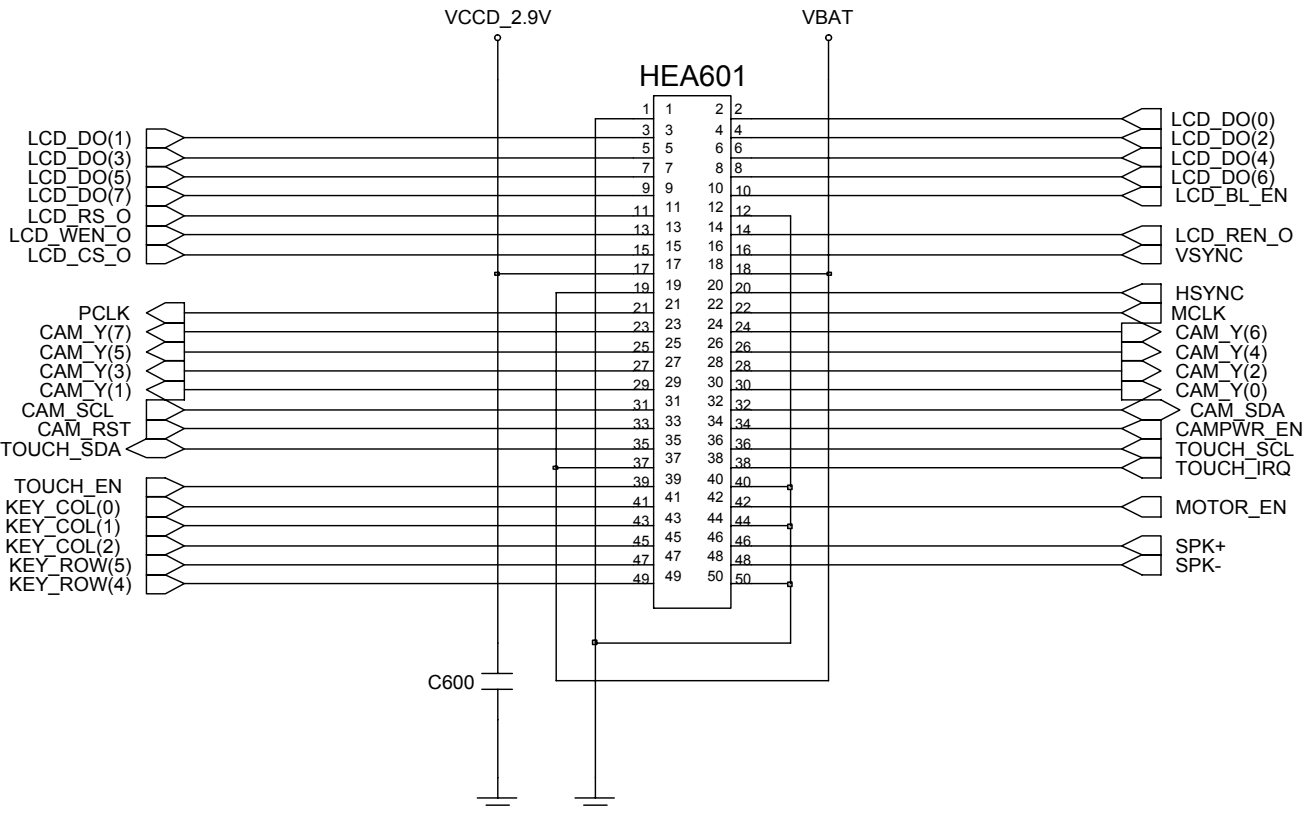 VCCD_2.9V VBAT
HEA601
1 1 2 2
LCD_DO(0)
LCD_DO(1) 3 3 4 4 LCD_DO(2)
LCD_DO(3) 5 5 6 6 LCD_DO(4)
LCD_DO(5) 7 7 8 8 LCD_DO(6)
LCD_DO(7) 9 9 10 10 LCD_BL_EN
LCD_RS_O 11 11 12 12
LCD_WEN_O 13 13 14 14 LCD_REN_O
LCD_CS_O 15 15 16 16 VSYNC
17 17 18 18
19 19 20 20 HSYNC
PCLK 21 21 22 22 MCLK
CAM_Y(7) 23 23 24 24 CAM_Y(6)
CAM_Y(5) 25 25 26 26 CAM_Y(4)
CAM_Y(3) 27 27 28 28 CAM_Y(2)
CAM_Y(1) 29 29 30 30 CAM_Y(0)
CAM_SCL 31 31 32 32 CAM_SDA
CAM_RST 33 33 34 34 CAMPWR_EN
TOUCH_SDA 35 35 36 36 TOUCH_SCL
37 37 38 38 TOUCH_IRQ
TOUCH_EN 39 39 40 40
KEY_COL(0) 41 41 42 42 MOTOR_EN
KEY_COL(1) 43 43 44 44
KEY_COL(2) 45 45 46 46 SPK+
KEY_ROW(5) 47 47 48 48 SPK-
KEY_ROW(4) 49 49 50 50
C600